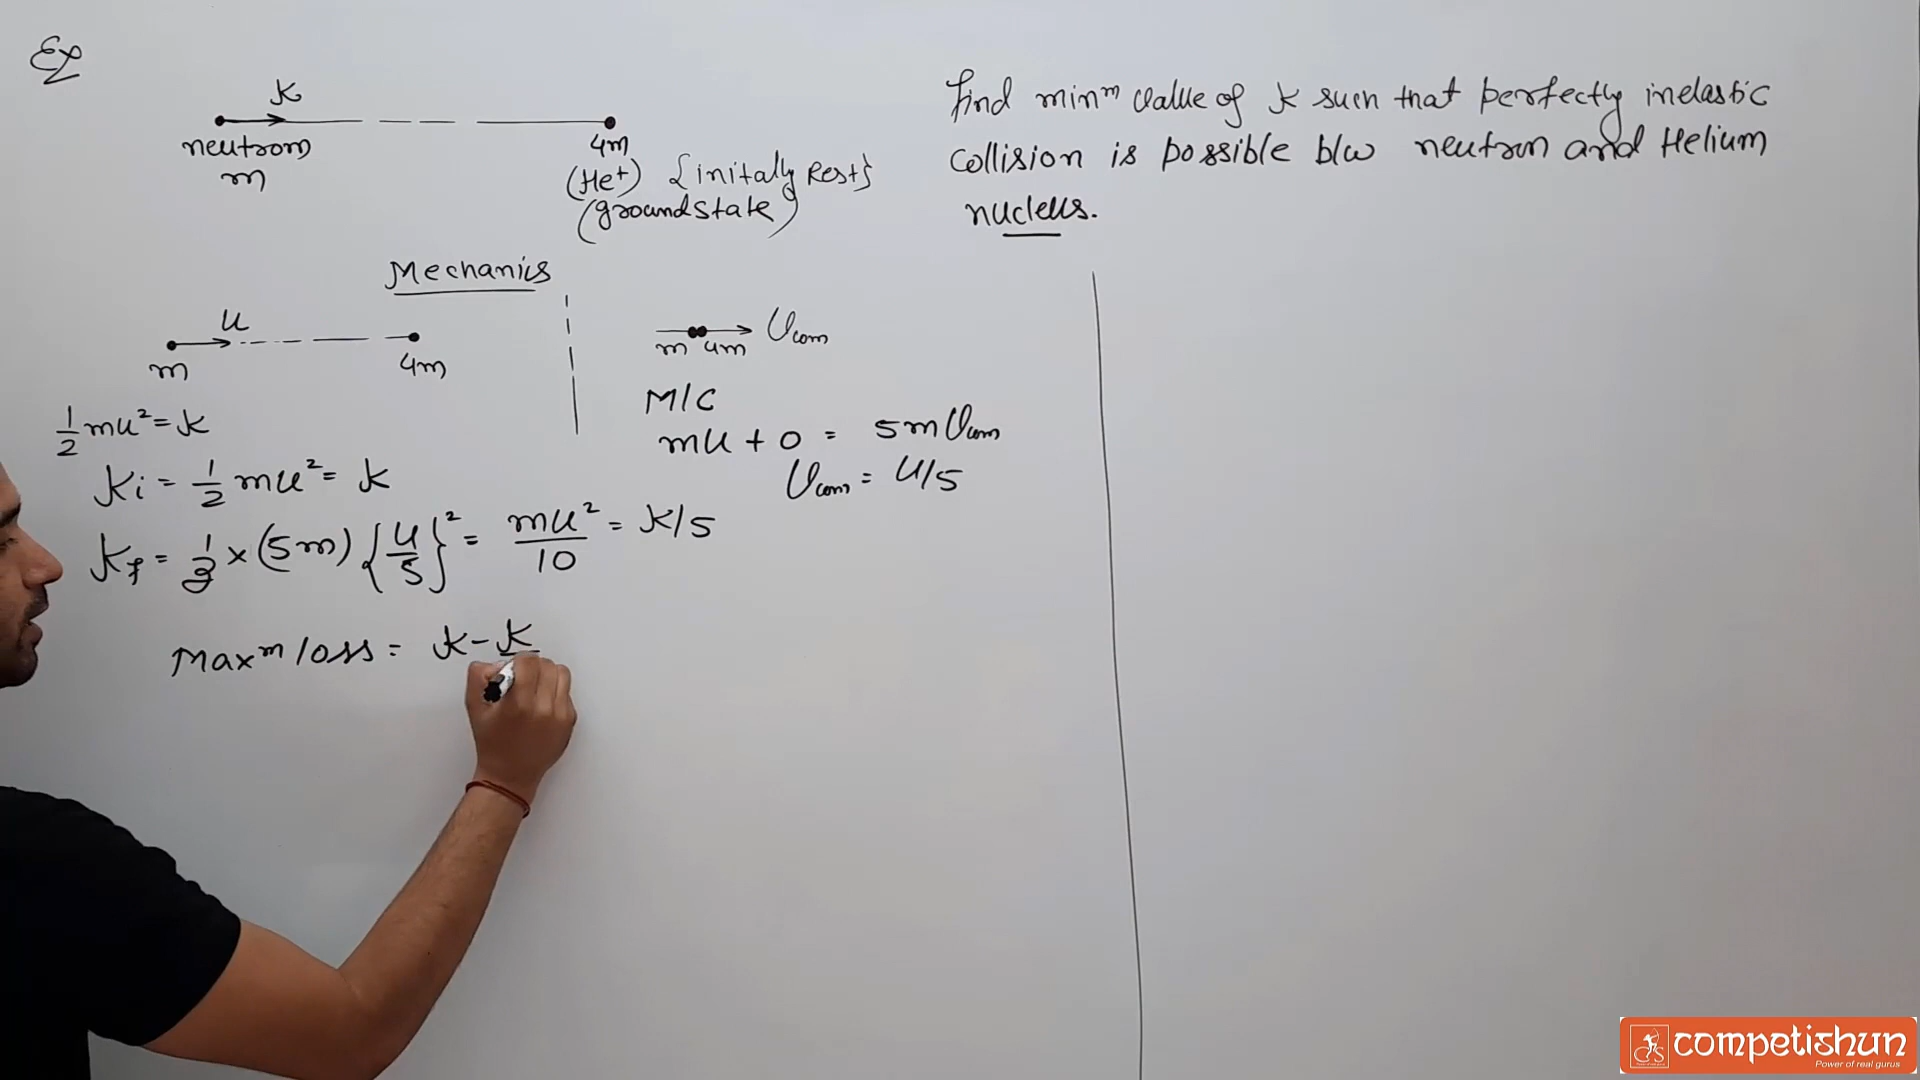 Ex
K
neutrom
m
4m
(He+) {initally Rest}
(groundstate)
find minᵐ value of K such that perfectly inelastic
collision is possible b/w neutron and Helium
nucleus.
Mechanics
u
m
4m
m 4m
Vcom
M/C
mu + 0 = 5m Vcom
Vcom = u/5
1/2 mu² = K
Ki = 1/2 mu² = K
Kf = 1/2 × (5m) {u/5}² = mu²/10 = K/5
Maxᵐ loss = K - K
competishun
Power of real gurus